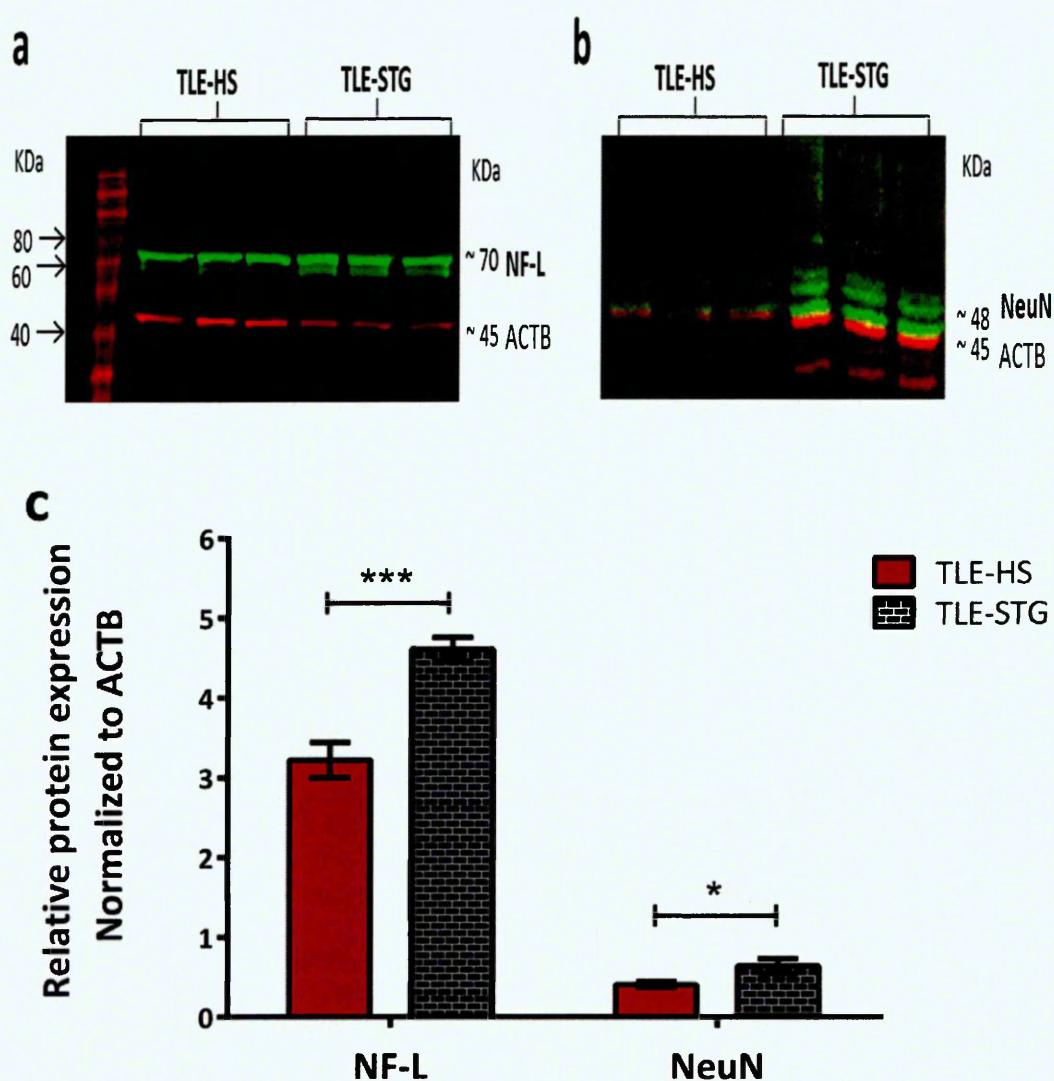 a
TLE-HS TLE-STG
KDa KDa
80
60
40
~ 70 NF-L
~ 45 ACTB
b
TLE-HS TLE-STG
KDa
~ 48 NeuN
~ 45 ACTB
c
Relative protein expression
Normalized to ACTB
6
5
4
3
2
1
0
***
*
NF-L NeuN
TLE-HS
TLE-STG